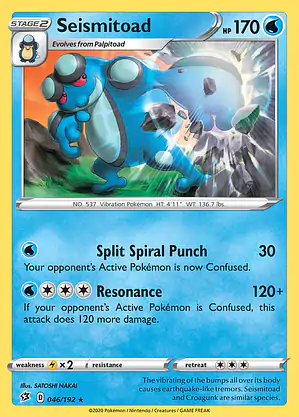 STAGE2 Seismitoad HP 170
Evolves from Palpitoad
NO. 537 Vibration Pokémon HT: 4'11" WT: 136.7 lbs.
Split Spiral Punch 30
Your opponent's Active Pokémon is now Confused.
Resonance 120+
If your opponent's Active Pokémon is Confused, this
attack does 120 more damage.
weakness ×2 resistance retreat
Illus. SATOSHI NAKAI
The vibrating of the bumps all over its body
causes earthquake-like tremors. Seismitoad
and Croagunk are similar species.
D 046/192 ★
©2020 Pokémon / Nintendo / Creatures / GAME FREAK